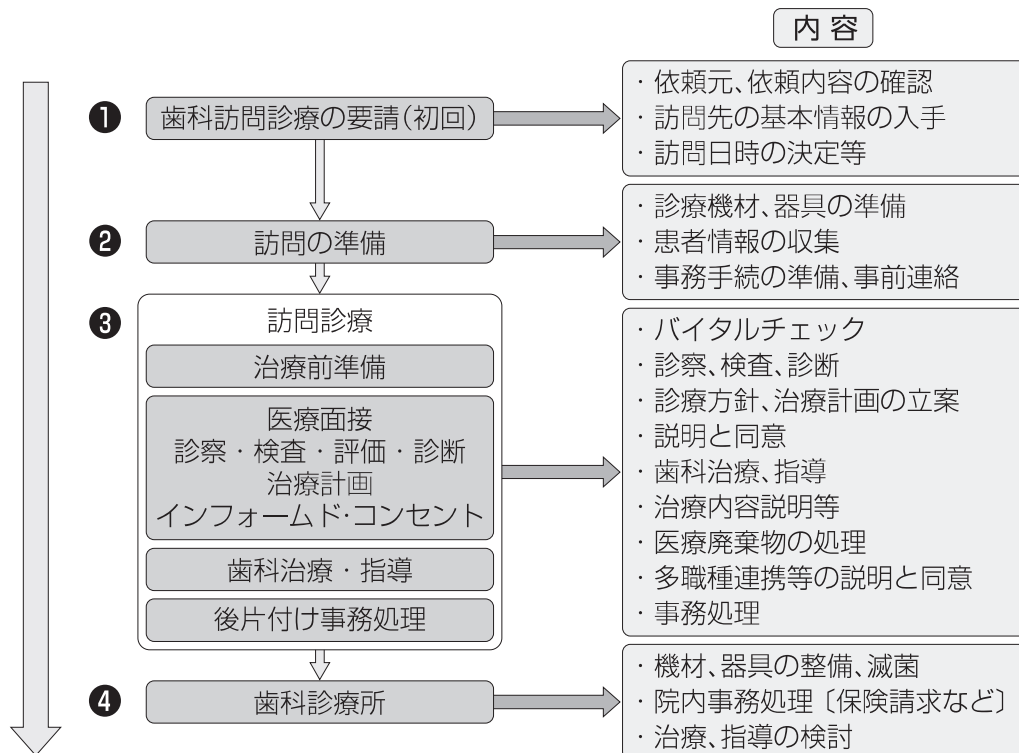 内容
❶ 歯科訪問診療の要請(初回)
・依頼元、依頼内容の確認
・訪問先の基本情報の入手
・訪問日時の決定等
❷ 訪問の準備
・診療機材、器具の準備
・患者情報の収集
・事務手続の準備、事前連絡
❸ 訪問診療
治療前準備
医療面接
診察・検査・評価・診断
治療計画
インフォームド・コンセント
歯科治療・指導
後片付け事務処理
・バイタルチェック
・診察、検査、診断
・診療方針、治療計画の立案
・説明と同意
・歯科治療、指導
・治療内容説明等
・医療廃棄物の処理
・多職種連携等の説明と同意
・事務処理
❹ 歯科診療所
・機材、器具の整備、滅菌
・院内事務処理〔保険請求など〕
・治療、指導の検討